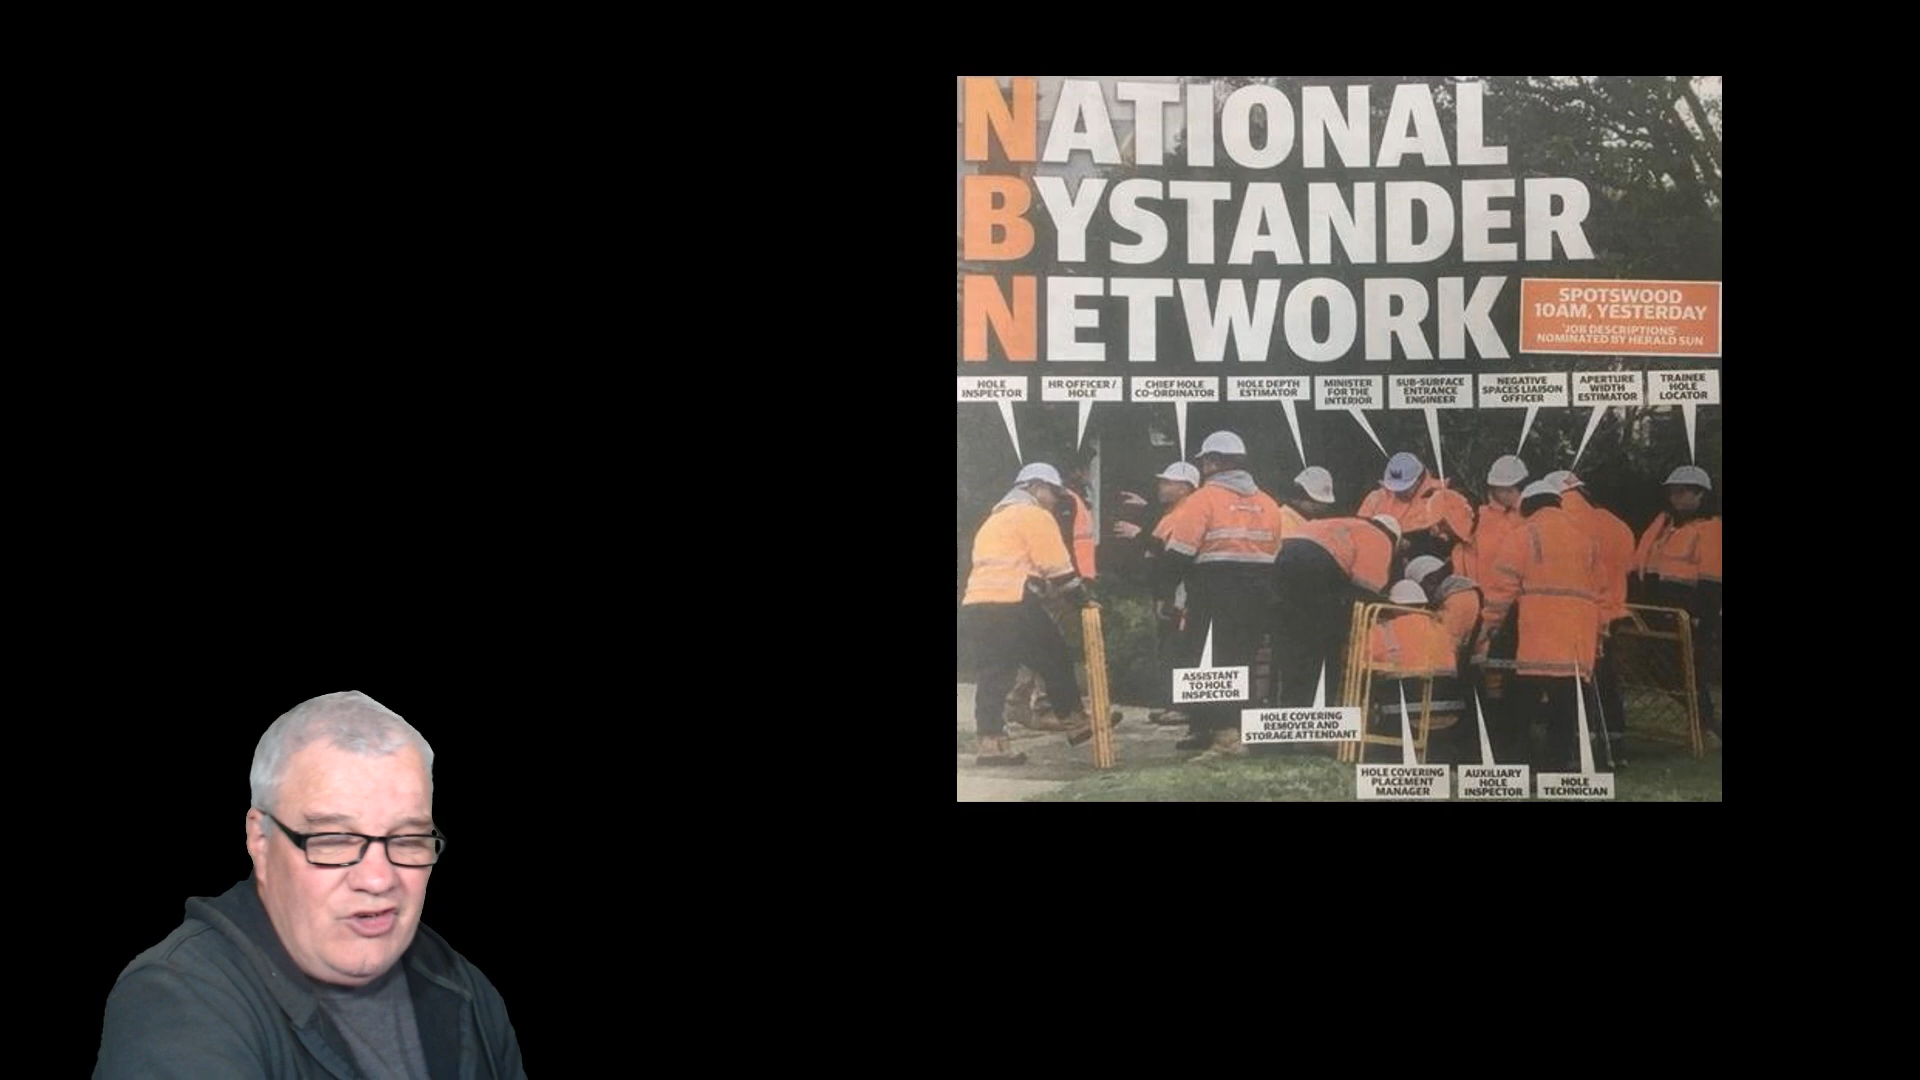 NATIONAL
BYSTANDER
NETWORK
SPOTSWOOD
10AM, YESTERDAY
'JOB DESCRIPTIONS'
NOMINATED BY HERALD SUN
HOLE
INSPECTOR
HR OFFICER /
HOLE
CHIEF HOLE
CO-ORDINATOR
HOLE DEPTH
ESTIMATOR
MINISTER
FOR THE
INTERIOR
SUB-SURFACE
ENTRANCE
ENGINEER
NEGATIVE
SPACES LIAISON
OFFICER
APERTURE
WIDTH
ESTIMATOR
TRAINEE
HOLE
LOCATOR
ASSISTANT
TO HOLE
INSPECTOR
HOLE COVERING
REMOVER AND
STORAGE ATTENDANT
HOLE COVERING
PLACEMENT
MANAGER
AUXILIARY
HOLE
INSPECTOR
HOLE
TECHNICIAN